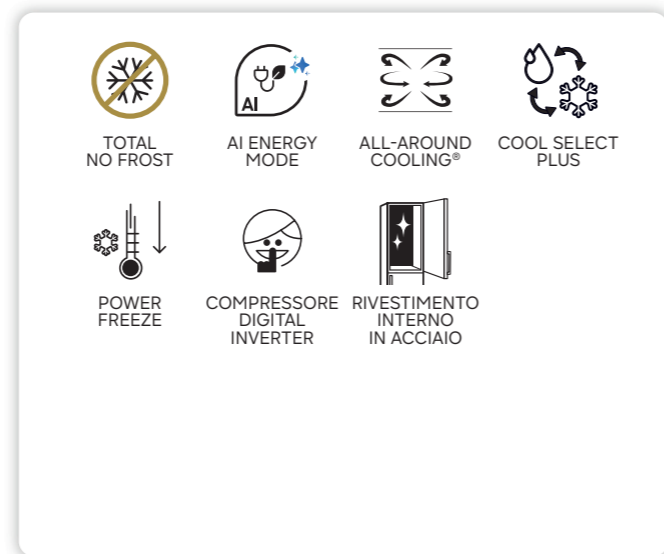 AI
TOTAL
NO FROST
AI ENERGY
MODE
ALL-AROUND
COOLING®
COOL SELECT
PLUS
POWER
FREEZE
COMPRESSORE
DIGITAL
INVERTER
RIVESTIMENTO
INTERNO
IN ACCIAIO